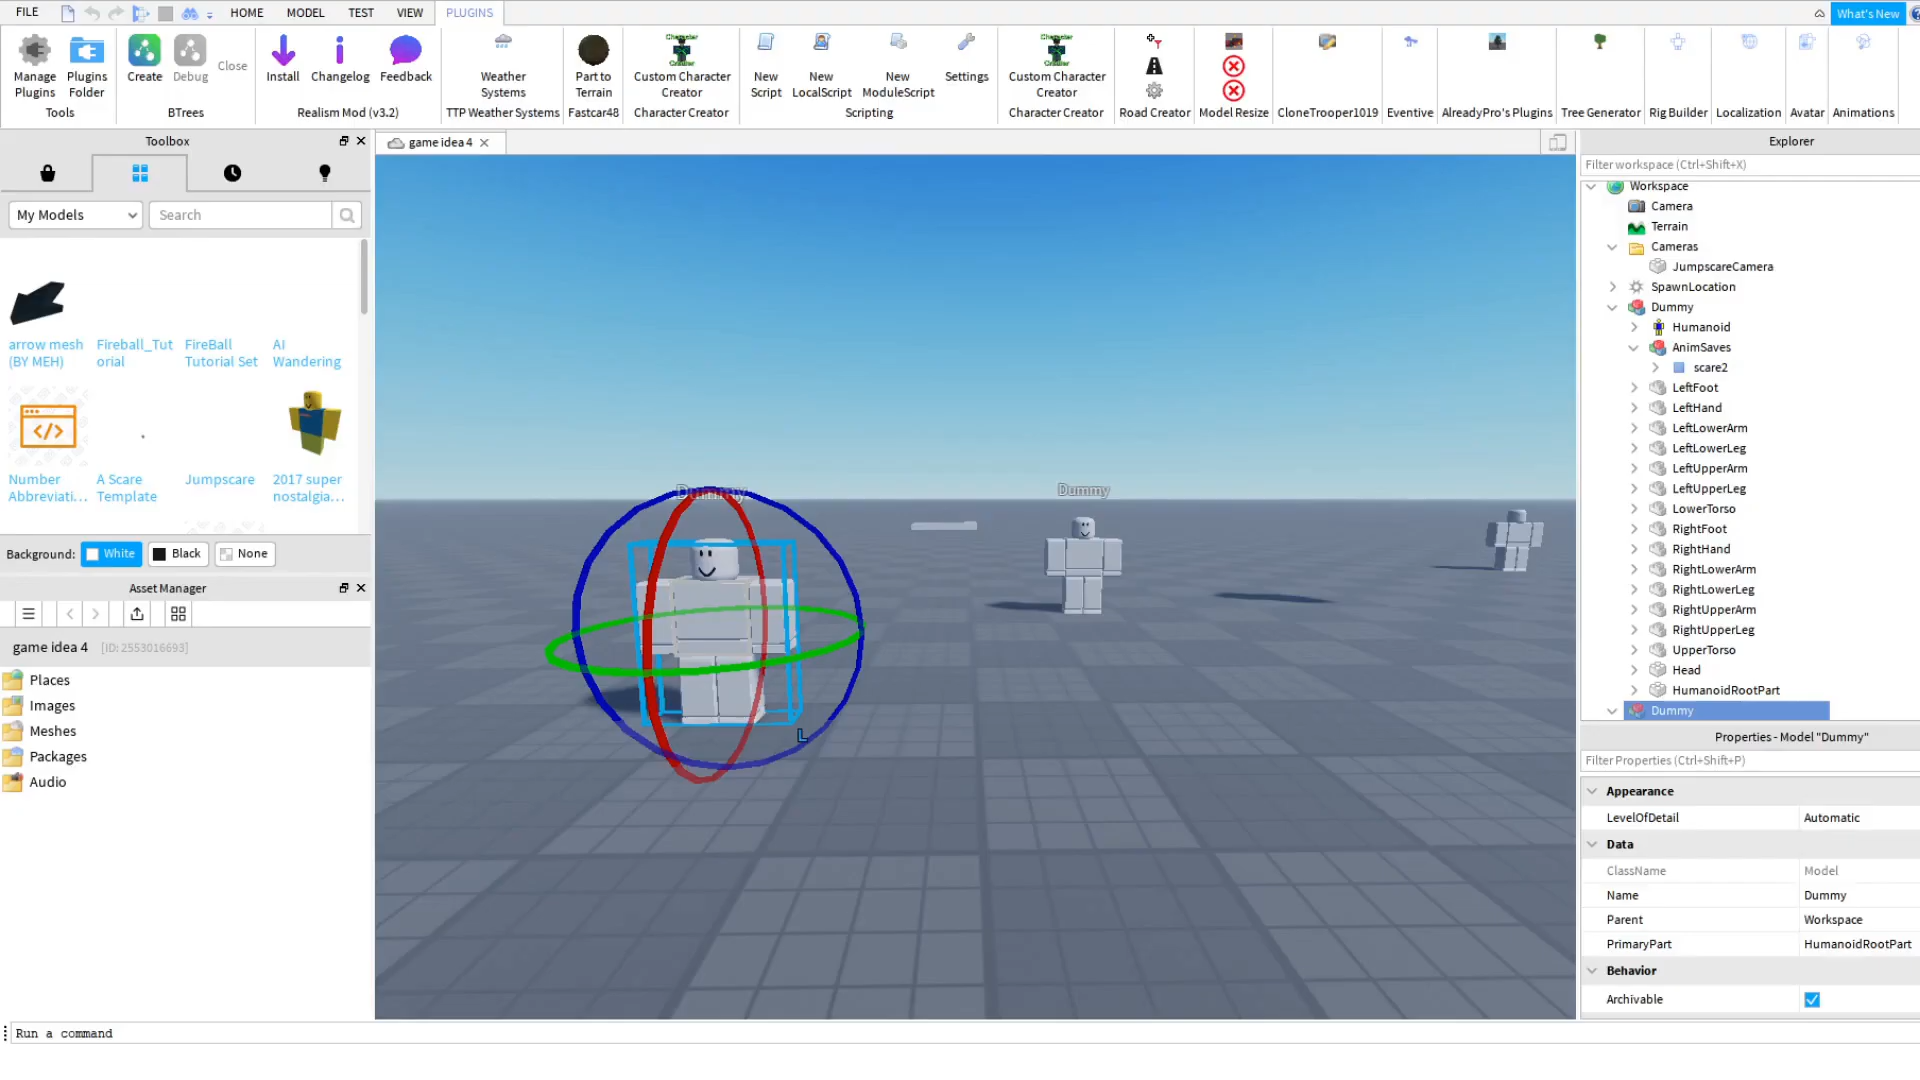 FILE
HOME
MODEL
TEST
VIEW
PLUGINS
What's New
Manage
Plugins
Plugins
Folder
Tools
Create
Debug
Close
BTrees
Install
Changelog
Feedback
Realism Mod (v3.2)
Weather
Systems
TTP Weather Systems
Part to
Terrain
Fastcar48
Custom Character
Creator
Character Creator
New
Script
New
LocalScript
New
ModuleScript
Settings
Scripting
Custom Character
Creator
Character Creator
Road Creator
Model Resize
CloneTrooper1019
Eventive
AlreadyPro's Plugins
Tree Generator
Rig Builder
Localization
Avatar
Animations
Toolbox
My Models
Search
arrow mesh
(BY MEH)
Fireball_Tut
orial
FireBall
Tutorial Set
AI
Wandering
Number
Abbreviati...
A Scare
Template
Jumpscare
2017 super
nostalgia...
Background:
White
Black
None
Asset Manager
game idea 4 [ID: 2553016693]
Places
Images
Meshes
Packages
Audio
game idea 4
Dummy
Dummy
L
Explorer
Filter workspace (Ctrl+Shift+X)
Workspace
Camera
Terrain
Cameras
JumpscareCamera
SpawnLocation
Dummy
Humanoid
AnimSaves
scare2
LeftFoot
LeftHand
LeftLowerArm
LeftLowerLeg
LeftUpperArm
LeftUpperLeg
LowerTorso
RightFoot
RightHand
RightLowerArm
RightLowerLeg
RightUpperArm
RightUpperLeg
UpperTorso
Head
HumanoidRootPart
Dummy
Properties - Model "Dummy"
Filter Properties (Ctrl+Shift+P)
Appearance
LevelOfDetail Automatic
Data
ClassName Model
Name Dummy
Parent Workspace
PrimaryPart HumanoidRootPart
Behavior
Archivable
Run a command